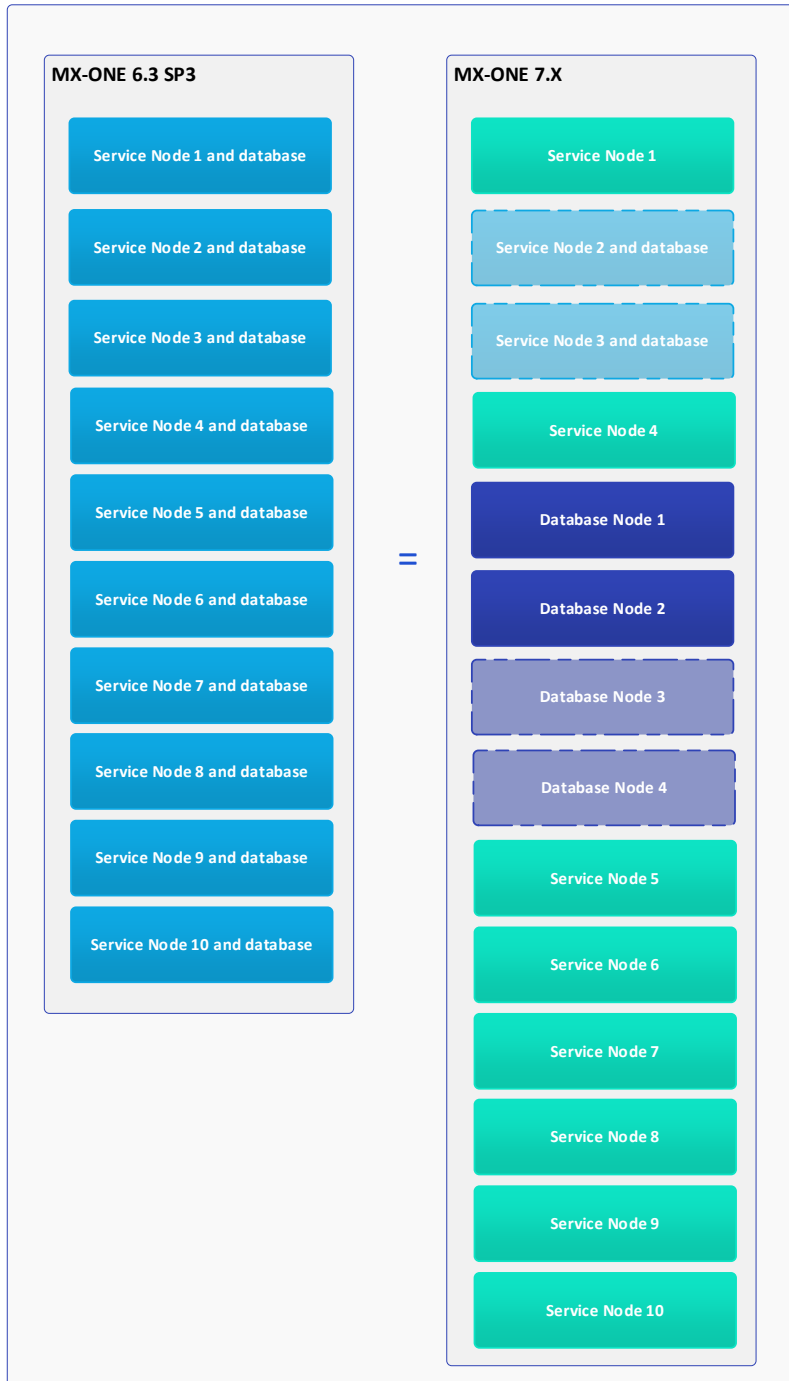 MX-ONE 6.3 SP3
Service Node 1 and database
Service Node 2 and database
Service Node 3 and database
Service Node 4 and database
Service Node 5 and database
Service Node 6 and database
Service Node 7 and database
Service Node 8 and database
Service Node 9 and database
Service Node 10 and database
=
MX-ONE 7.X
Service Node 1
Service Node 2 and database
Service Node 3 and database
Service Node 4
Database Node 1
Database Node 2
Database Node 3
Database Node 4
Service Node 5
Service Node 6
Service Node 7
Service Node 8
Service Node 9
Service Node 10